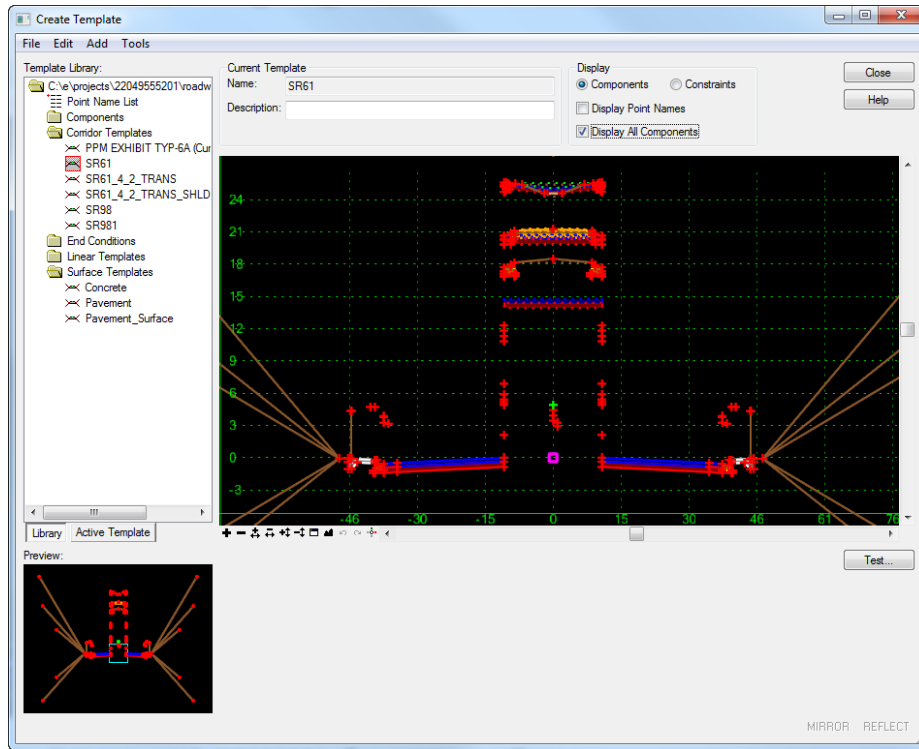 Create Template
File Edit Add Tools
Template Library:
C:\e\projects\22049555201\roadw
Point Name List
Components
Corridor Templates
PPM EXHIBIT TYP-6A (Cur
SR61
SR61_4_2_TRANS
SR61_4_2_TRANS_SHLD
SR98
SR981
End Conditions
Linear Templates
Surface Templates
Concrete
Pavement
Pavement_Surface
Library Active Template
Current Template
Name: SR61
Description:
Display
Components Constraints
Display Point Names
Display All Components
Close
Help
24
21
18
15
12
9
6
3
0
-3
-46 -30 -15 0 15 30 46 61 76
Test...
Preview:
MIRROR REFLECT